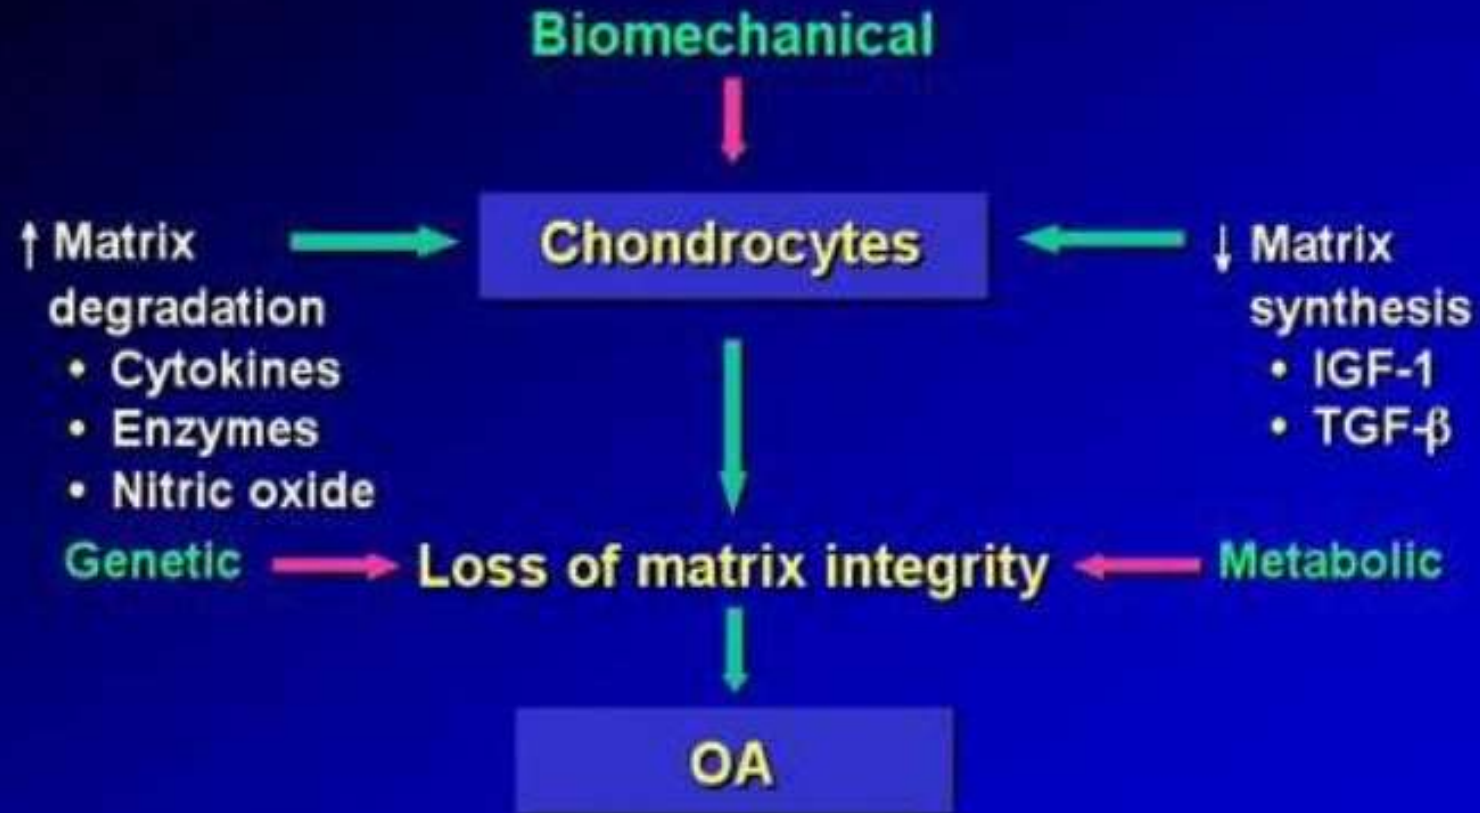 Biomechanical
↑ Matrix
degradation
• Cytokines
• Enzymes
• Nitric oxide
Chondrocytes
↓ Matrix
synthesis
• IGF-1
• TGF-β
Genetic
Loss of matrix integrity
Metabolic
OA